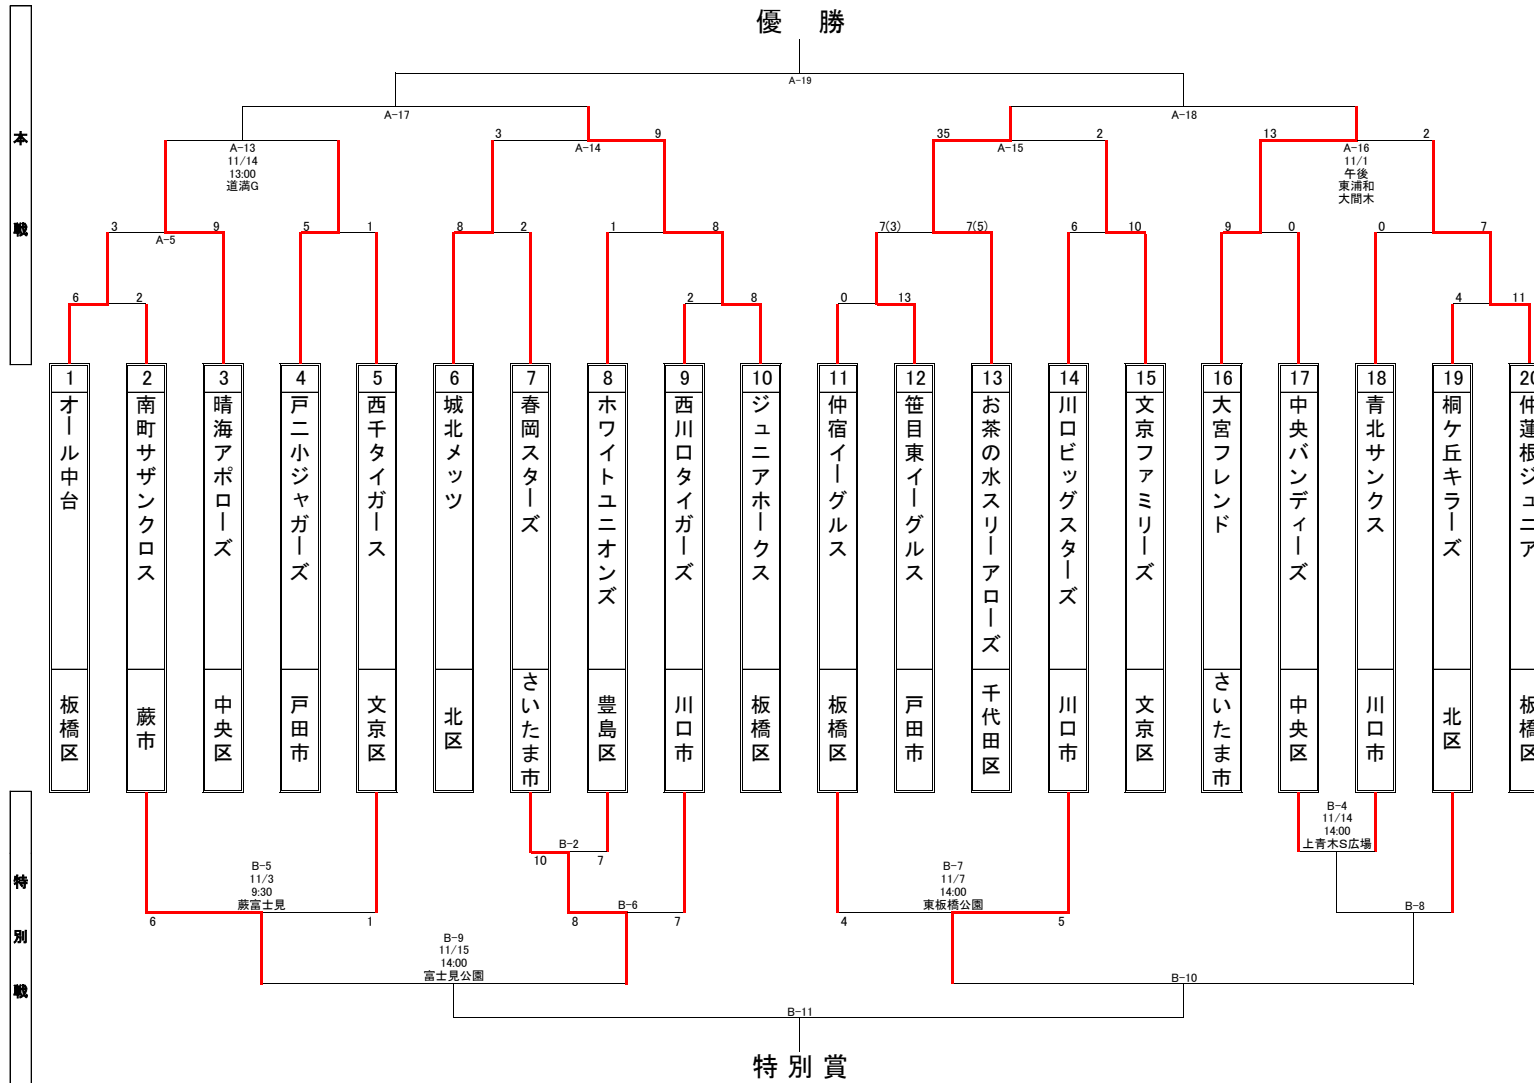 優 勝
本 戦
A-19
A-17
A-18
3
9
35
2
13
2
A-13
11/14
13:00
道満G
A-14
A-15
A-16
11/1
午後
東浦和
大間木
3
9
5
1
8
2
1
8
7(3)
7(5)
6
10
9
0
0
7
A-5
6
2
2
8
0
13
4
11
1 オール中台 板橋区
2 南町サザンクロス 蕨市
3 晴海アポローズ 中央区
4 戸二小ジャガーズ 戸田市
5 西千タイガース 文京区
6 城北メッツ 北区
7 春岡スターズ さいたま市
8 ホワイトユニオンズ 豊島区
9 西川口タイガーズ 川口市
10 ジュニアホークス 板橋区
11 仲宿イーグルス 板橋区
12 笹目東イーグルス 戸田市
13 お茶の水スリーアローズ 千代田区
14 川口ビッグスターズ 川口市
15 文京ファミリーズ 文京区
16 大宮フレンド さいたま市
17 中央バンディーズ 中央区
18 青北サンクス 川口市
19 桐ケ丘キラーズ 北区
20 仲蓮根ジュニア 板橋区
特 別 戦
B-4
11/14
14:00
上青木S広場
B-2
10
7
B-5
11/3
9:30
蕨富士見
B-7
11/7
14:00
東板橋公園
B-6
B-8
6
1
8
7
4
5
B-9
11/15
14:00
富士見公園
B-10
B-11
特 別 賞